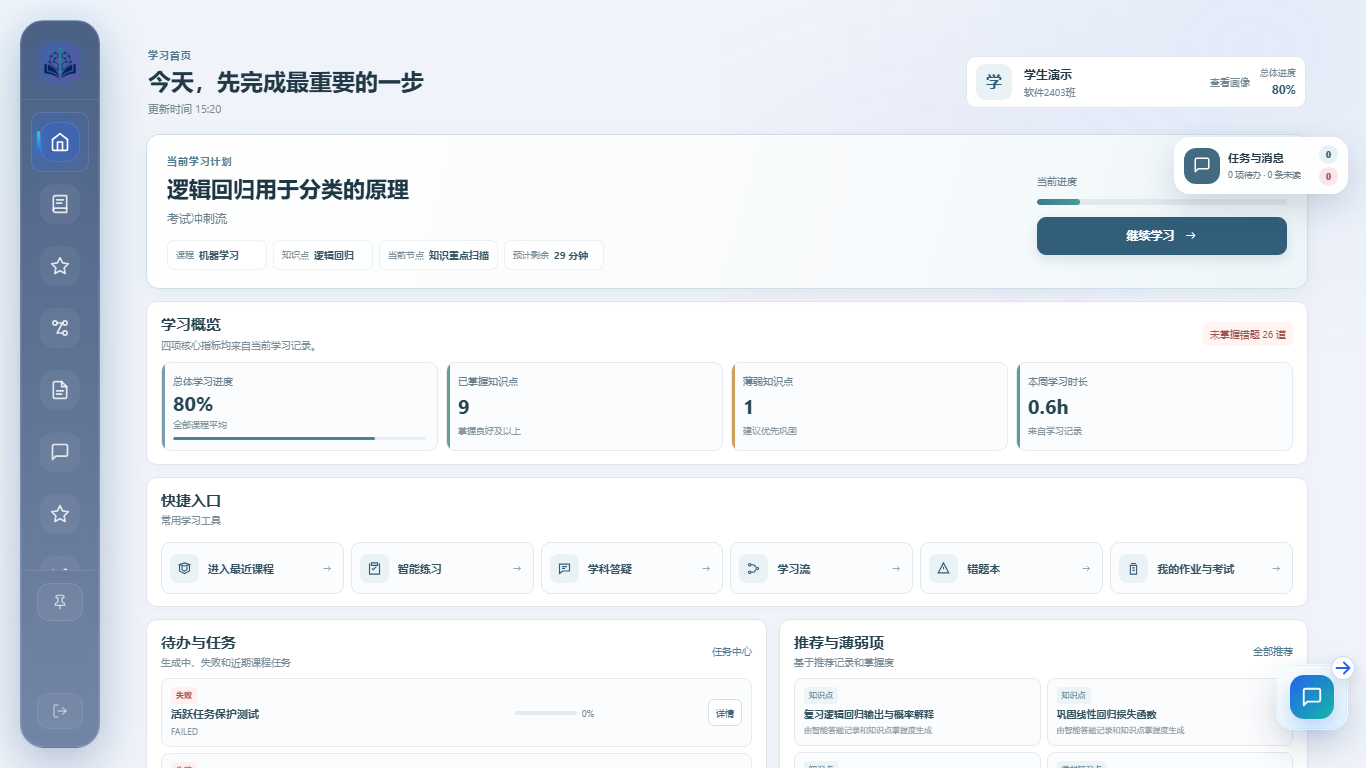 学习首页
今天，先完成最重要的一步
更新时间 15:20
学
学生演示
软件2403班
查看画像
总体进度
80%
任务与消息
0 项待办 · 0 条未读
0
0
当前学习计划
逻辑回归用于分类的原理
考试冲刺流
课程 机器学习
知识点 逻辑回归
当前节点 知识重点扫描
预计剩余 29 分钟
当前进度
继续学习 →
学习概览
四项核心指标均来自当前学习记录。
未掌握错题 26 道
总体学习进度
80%
全部课程平均
已掌握知识点
9
掌握良好及以上
薄弱知识点
1
建议优先巩固
本周学习时长
0.6h
来自学习记录
快捷入口
常用学习工具
进入最近课程 →
智能练习 →
学科答疑 →
学习流 →
错题本 →
我的作业与考试 →
待办与任务
生成中、失败和近期课程任务
任务中心
失败
活跃任务保护测试
FAILED
0%
详情
推荐与薄弱项
基于推荐记录和掌握度
全部推荐
知识点
复习逻辑回归输出与概率解释
由智能答题记录和知识点掌握度生成
知识点
巩固线性回归损失函数
由智能答题记录和知识点掌握度生成